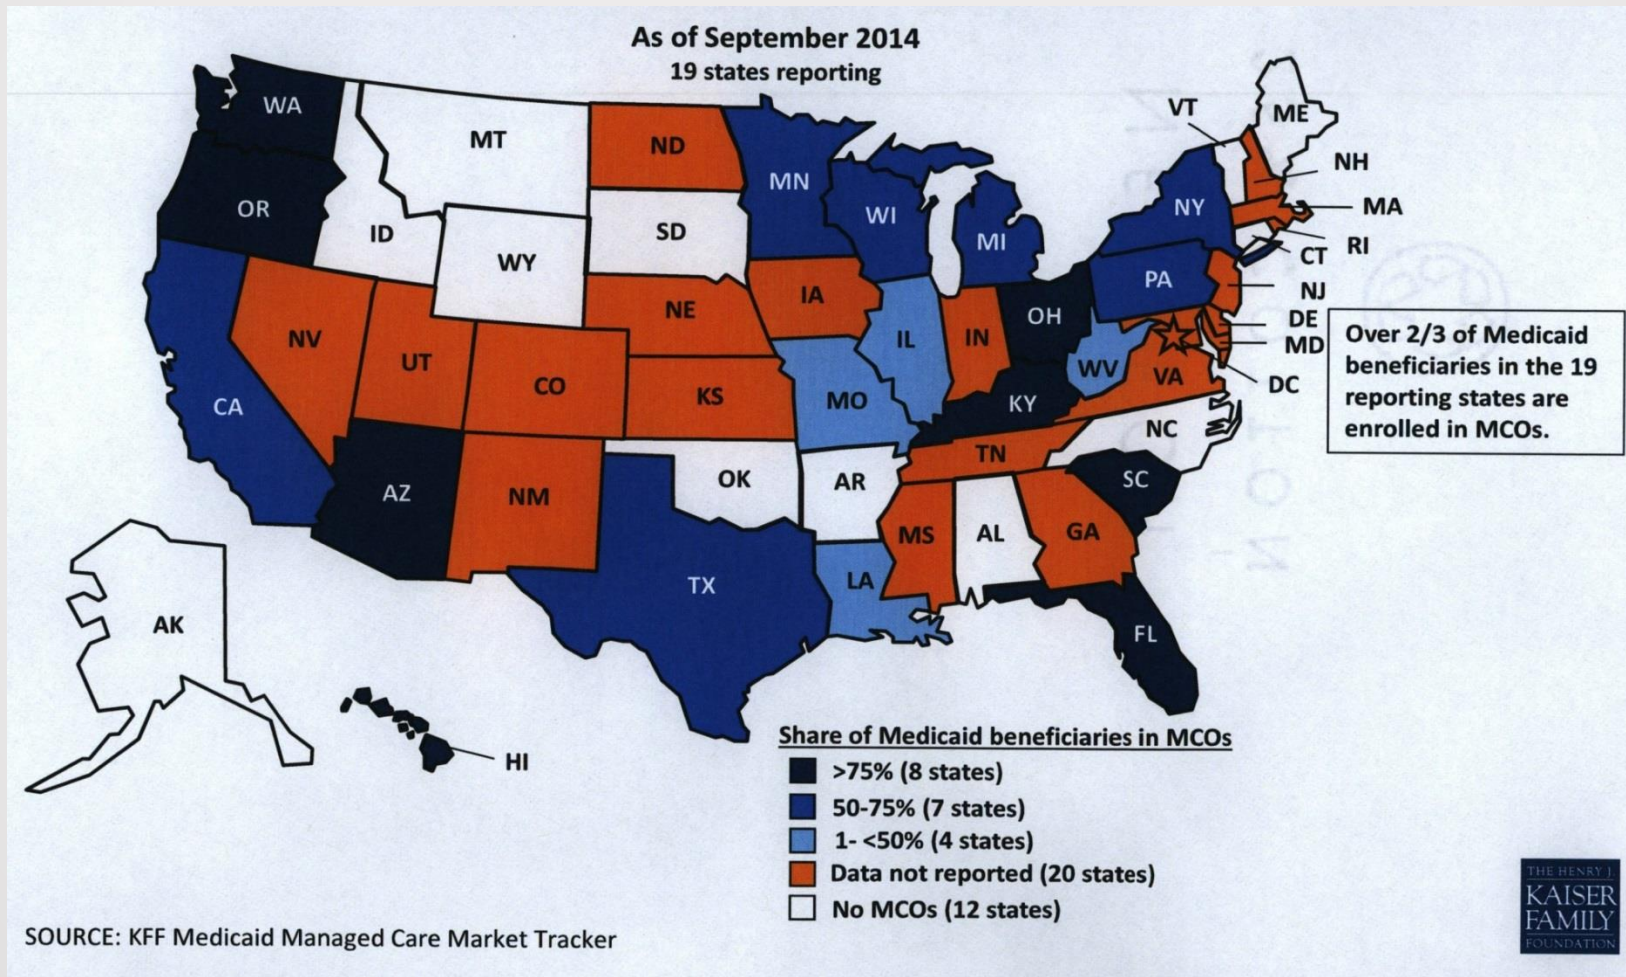 As of September 2014
19 states reporting
WA
MT
ND
MN
VT
ME
NH
OR
ID
SD
WI
MI
NY
MA
RI
WY
CT
IA
PA
NJ
NE
OH
DE
NV
UT
CO
IL
IN
MD
WV
VA
DC
CA
KS
MO
KY
NC
TN
AZ
NM
OK
AR
SC
MS
AL
GA
TX
LA
AK
FL
HI
Over 2/3 of Medicaid
beneficiaries in the 19
reporting states are
enrolled in MCOs.
Share of Medicaid beneficiaries in MCOs
>75% (8 states)
50-75% (7 states)
1- <50% (4 states)
Data not reported (20 states)
No MCOs (12 states)
SOURCE: KFF Medicaid Managed Care Market Tracker
THE HENRY J.
KAISER
FAMILY
FOUNDATION